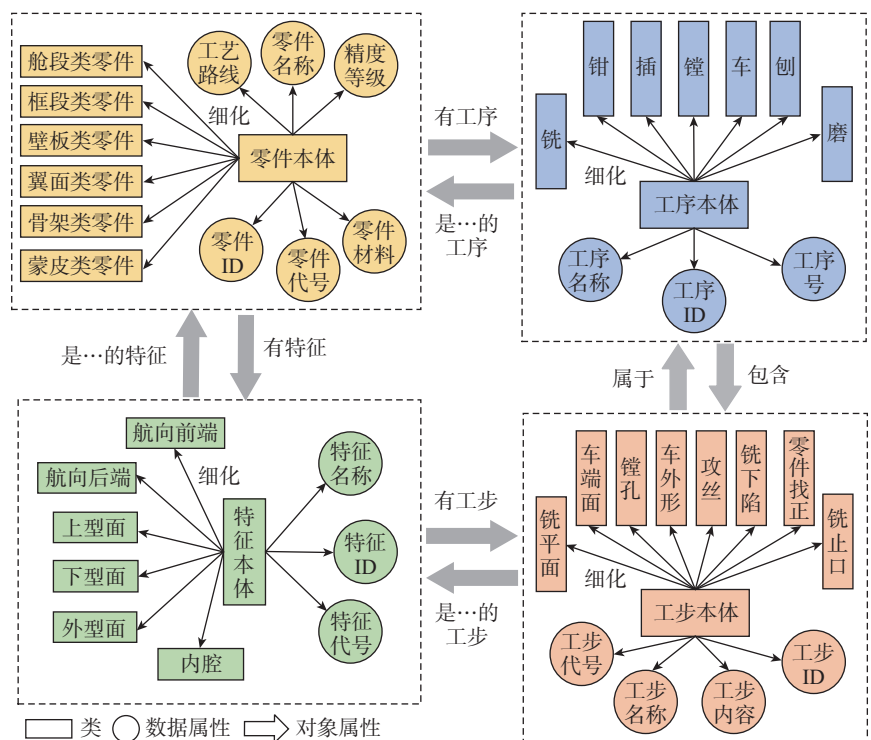 舱段类零件
框段类零件
壁板类零件
翼面类零件
骨架类零件
蒙皮类零件
工艺
路线
零件
名称
精度
等级
细化
零件本体
零件
ID
零件
代号
零件
材料
有工序
是…的
工序
铣
钳
插
镗
车
刨
磨
细化
工序本体
工序
名称
工序
ID
工序
号
是…的特征
有特征
属于
包含
航向前端
航向后端
上型面
下型面
外型面
内腔
细化
特征本体
特征
名称
特征
ID
特征
代号
有工步
是…的
工步
铣平面
车端面
镗孔
车外形
攻丝
铣下陷
零件找正
铣止口
细化
工步本体
工步
代号
工步
名称
工步
内容
工步
ID
类
数据属性
对象属性